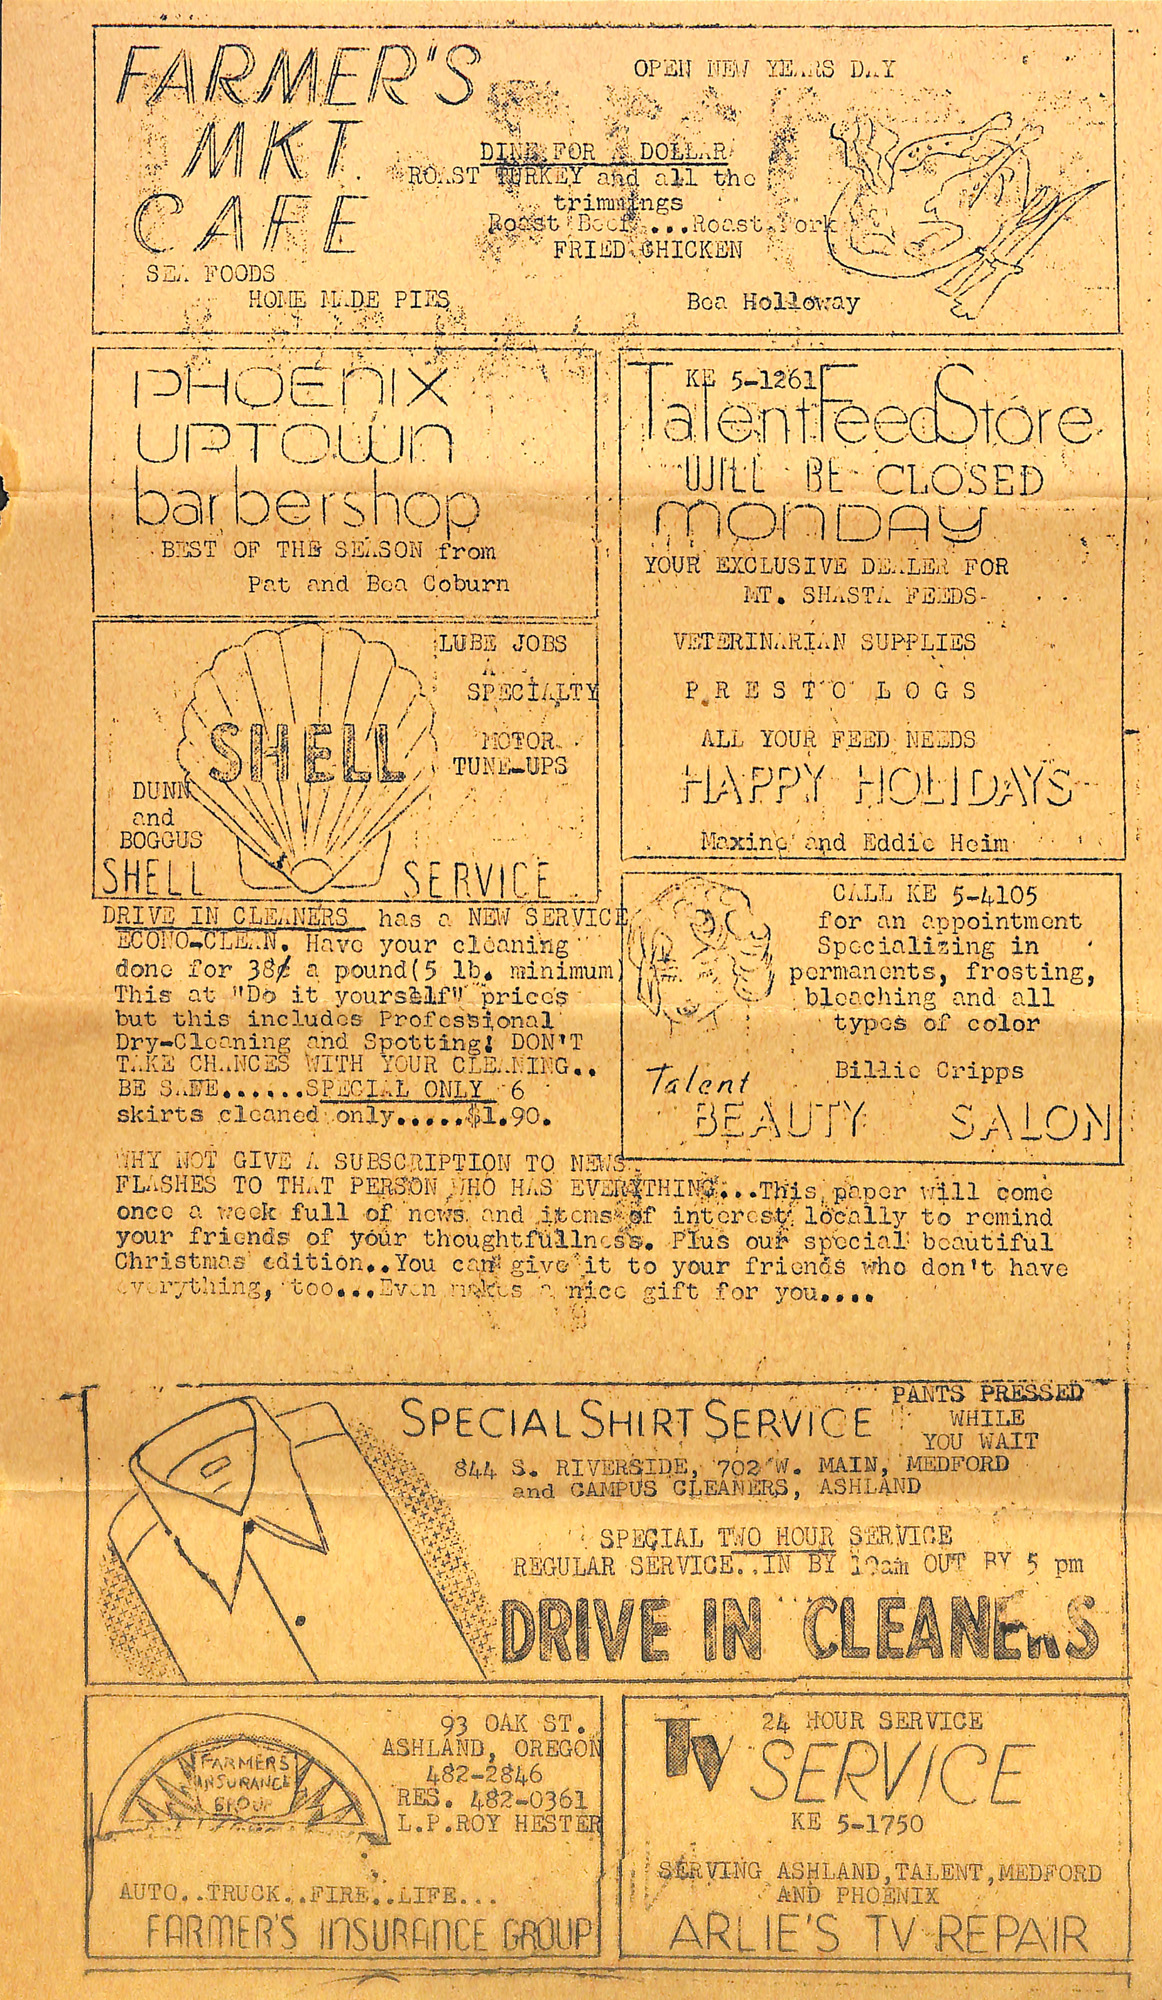 FARMER'S
MKT.
CAFE
SEA FOODS
HOME MADE PIES
OPEN NEW YEARS DAY
DINE FOR A DOLLAR
ROAST TURKEY and all the
trimmings
Roast Beef ...Roast Pork
FRIED CHICKEN
Bea Holloway
PHOENIX
UPTOWN
barbershop
BEST OF THE SEASON from
Pat and Bea Coburn
KE 5-1261
Talent Feed Store
WILL BE CLOSED
MONDAY
YOUR EXCLUSIVE DEALER FOR
MT. SHASTA FEEDS-
VETERINARIAN SUPPLIES
P R E S T O L O G S
ALL YOUR FEED NEEDS
HAPPY HOLIDAYS
Maxine and Eddie Heim
LUBE JOBS
A
SPECIALTY
MOTOR
TUNE-UPS
SHELL
DUNN
and
BOGGUS
SHELL SERVICE
DRIVE IN CLEANERS has a NEW SERVICE
ECONO-CLEAN. Have your cleaning
done for 38¢ a pound(5 lb. minimum)
This at "Do it yourself" prices
but this includes Professional
Dry-Cleaning and Spotting! DON'T
TAKE CHANCES WITH YOUR CLEANING..
BE SAFE......SPECIAL ONLY 6
skirts cleaned only.....$1.90.
CALL KE 5-4105
for an appointment
Specializing in
permanents, frosting,
bleaching and all
types of color
Billie Cripps
Talent
BEAUTY SALON
WHY NOT GIVE A SUBSCRIPTION TO NEWS
FLASHES TO THAT PERSON WHO HAS EVERYTHING...This paper will come
once a week full of news and items of interest locally to remind
your friends of your thoughtfullness. Plus our special beautiful
Christmas edition..You can give it to your friends who don't have
everything, too...Even makes a nice gift for you....
SPECIAL SHIRT SERVICE
PANTS PRESSED
WHILE
YOU WAIT
844 S. RIVERSIDE, 702 W. MAIN, MEDFORD
and CAMPUS CLEANERS, ASHLAND
SPECIAL TWO HOUR SERVICE
REGULAR SERVICE..IN BY 10am OUT BY 5 pm
DRIVE IN CLEANERS
FARMERS
INSURANCE
GROUP
93 OAK ST.
ASHLAND, OREGON
482-2846
RES. 482-0361
L.P.ROY HESTER
AUTO..TRUCK..FIRE..LIFE...
FARMER'S INSURANCE GROUP
TV
24 HOUR SERVICE
SERVICE
KE 5-1750
SERVING ASHLAND,TALENT,MEDFORD
AND PHOENIX
ARLIE'S TV REPAIR